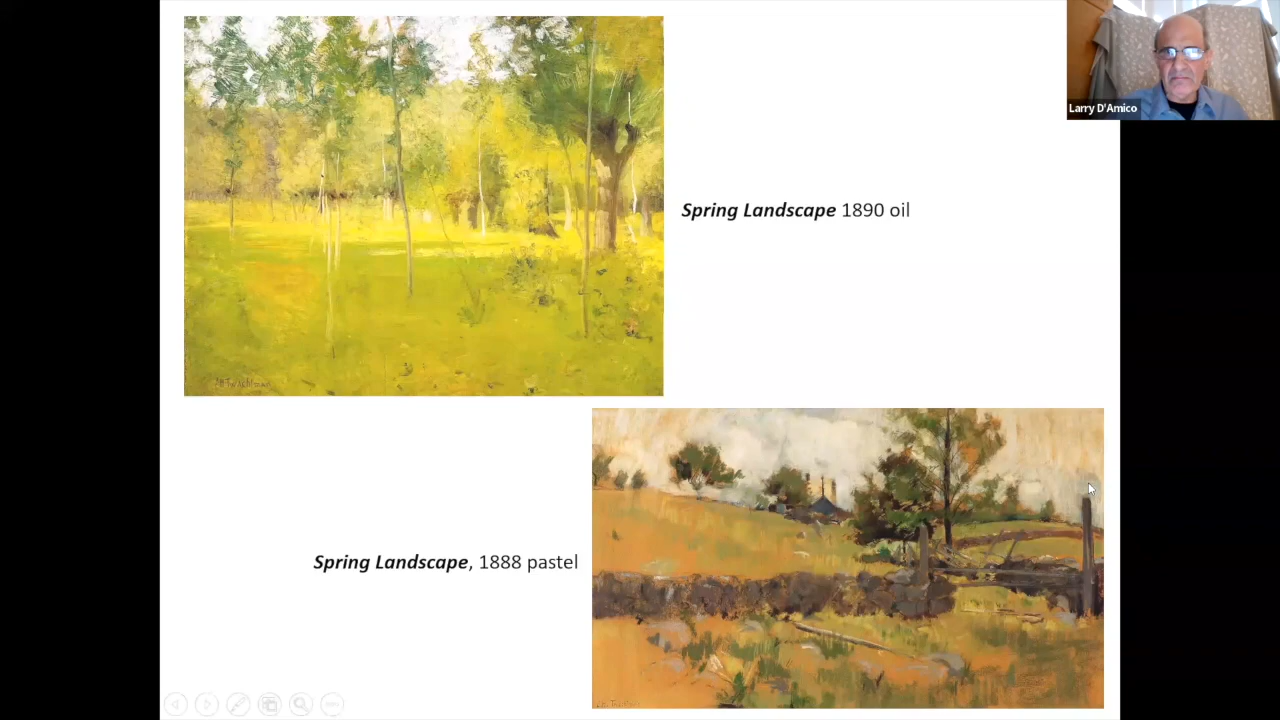 Larry D'Amico
Spring Landscape 1890 oil
Spring Landscape, 1888 pastel